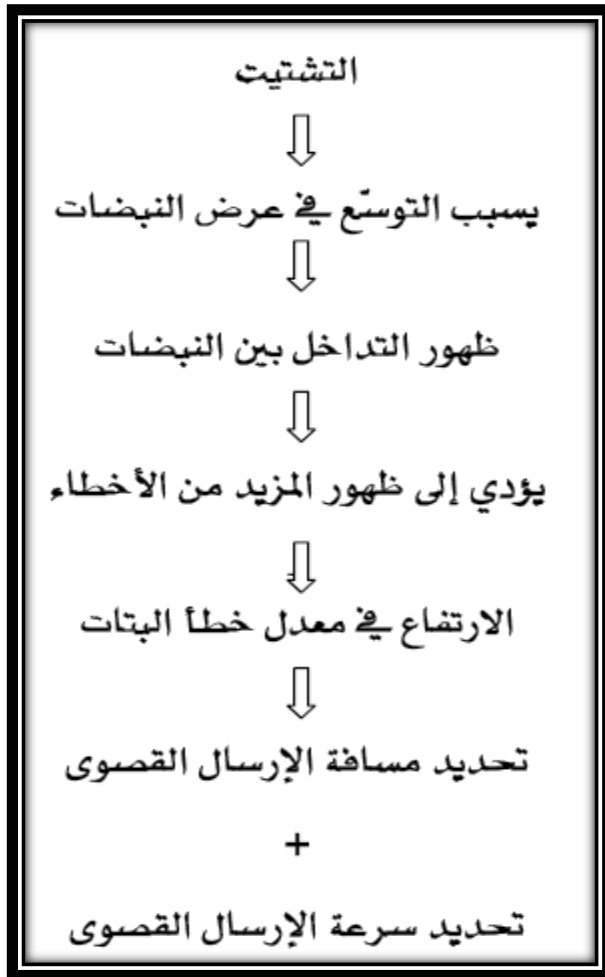 التشتيت
يسبب التوسّع في عرض النبضات
ظهور التداخل بين النبضات
يؤدي إلى ظهور المزيد من الأخطاء
الارتفاع في معدل خطأ البتات
تحديد مسافة الإرسال القصوى
+
تحديد سرعة الإرسال القصوى